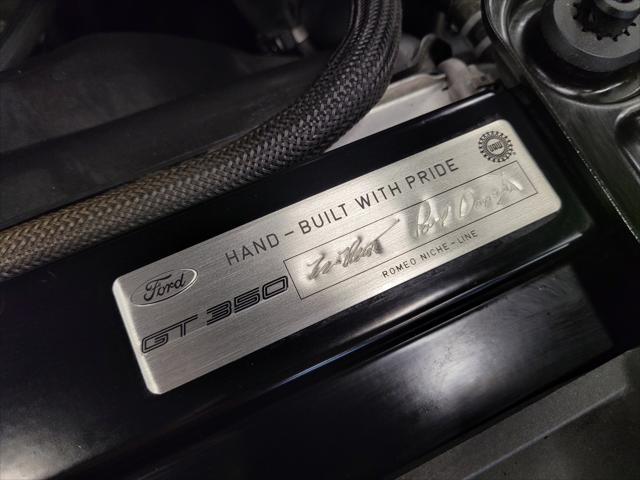 HAND-BUILT WITH PRIDE
Ford
GT 350
ROMEO NICHE-LINE